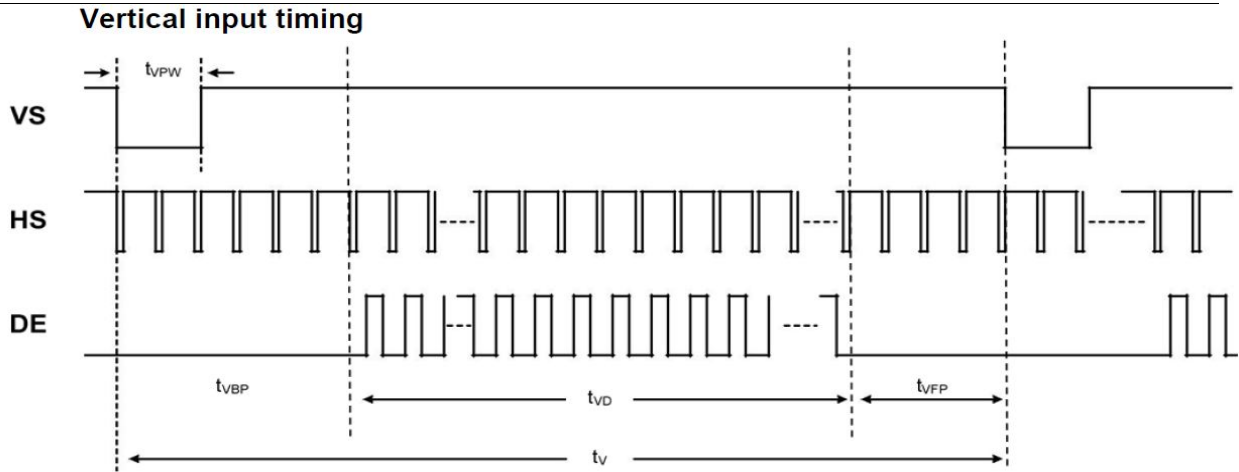 Vertical input timing
tVPW
VS
HS
DE
tVBP
tVD
tVFP
tV